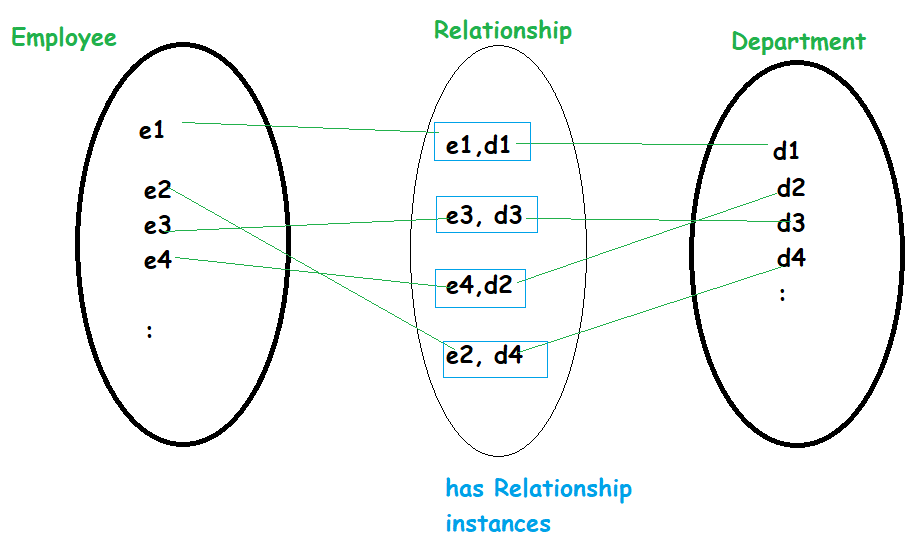 Employee
Relationship
Department
e1
e2
e3
e4
:
e1,d1
e3, d3
e4,d2
e2, d4
d1
d2
d3
d4
:
has Relationship
instances